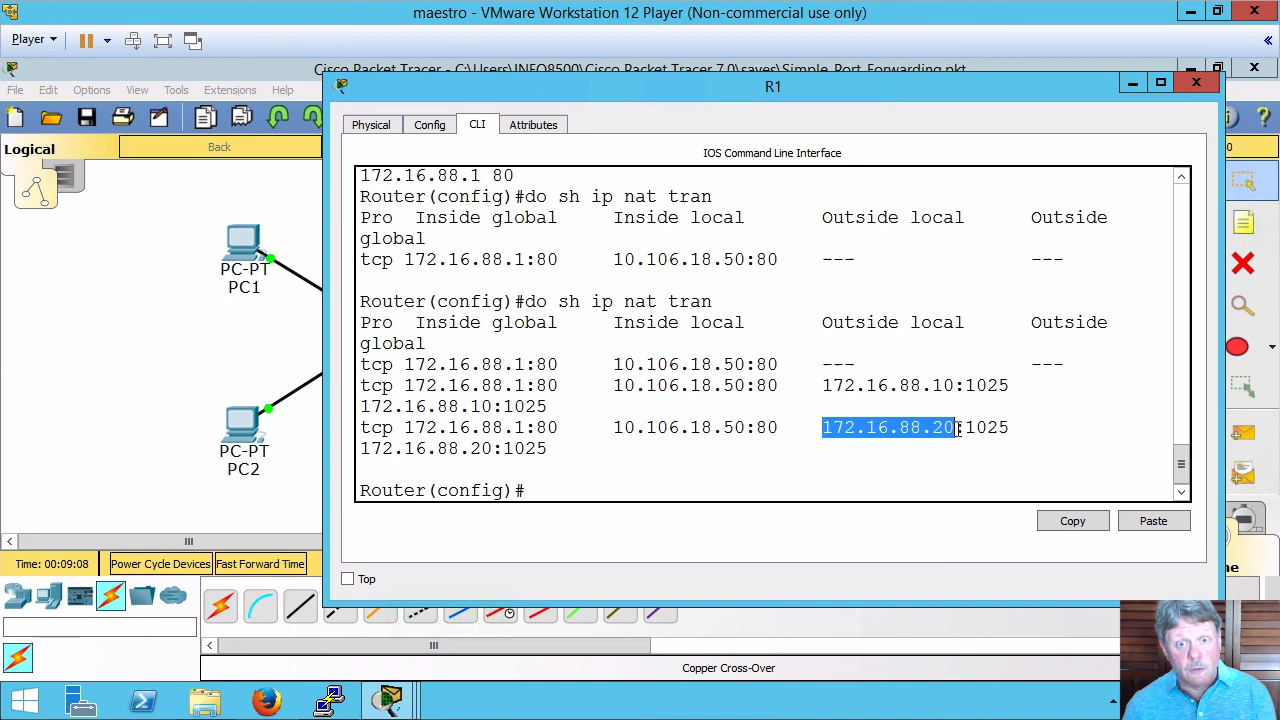 maestro - VMware Workstation 12 Player (Non-commercial use only)
Player
Cisco Packet Tracer - C:\Users\INFO8500\Cisco Packet Tracer 7.0\saves\Simple_Port_Forwarding.pkt
File Edit Options View Tools Extensions Help
R1
Logical
Back
Physical Config CLI Attributes
IOS Command Line Interface
172.16.88.1 80
Router(config)#do sh ip nat tran
Pro Inside global Inside local Outside local Outside
global
tcp 172.16.88.1:80 10.106.18.50:80 --- ---
Router(config)#do sh ip nat tran
Pro Inside global Inside local Outside local Outside
global
tcp 172.16.88.1:80 10.106.18.50:80 --- ---
tcp 172.16.88.1:80 10.106.18.50:80 172.16.88.10:1025
172.16.88.10:1025
tcp 172.16.88.1:80 10.106.18.50:80 172.16.88.20:1025
172.16.88.20:1025
Router(config)#
Copy Paste
Top
PC-PT
PC1
PC-PT
PC2
Time: 00:09:08 Power Cycle Devices Fast Forward Time
Copper Cross-Over